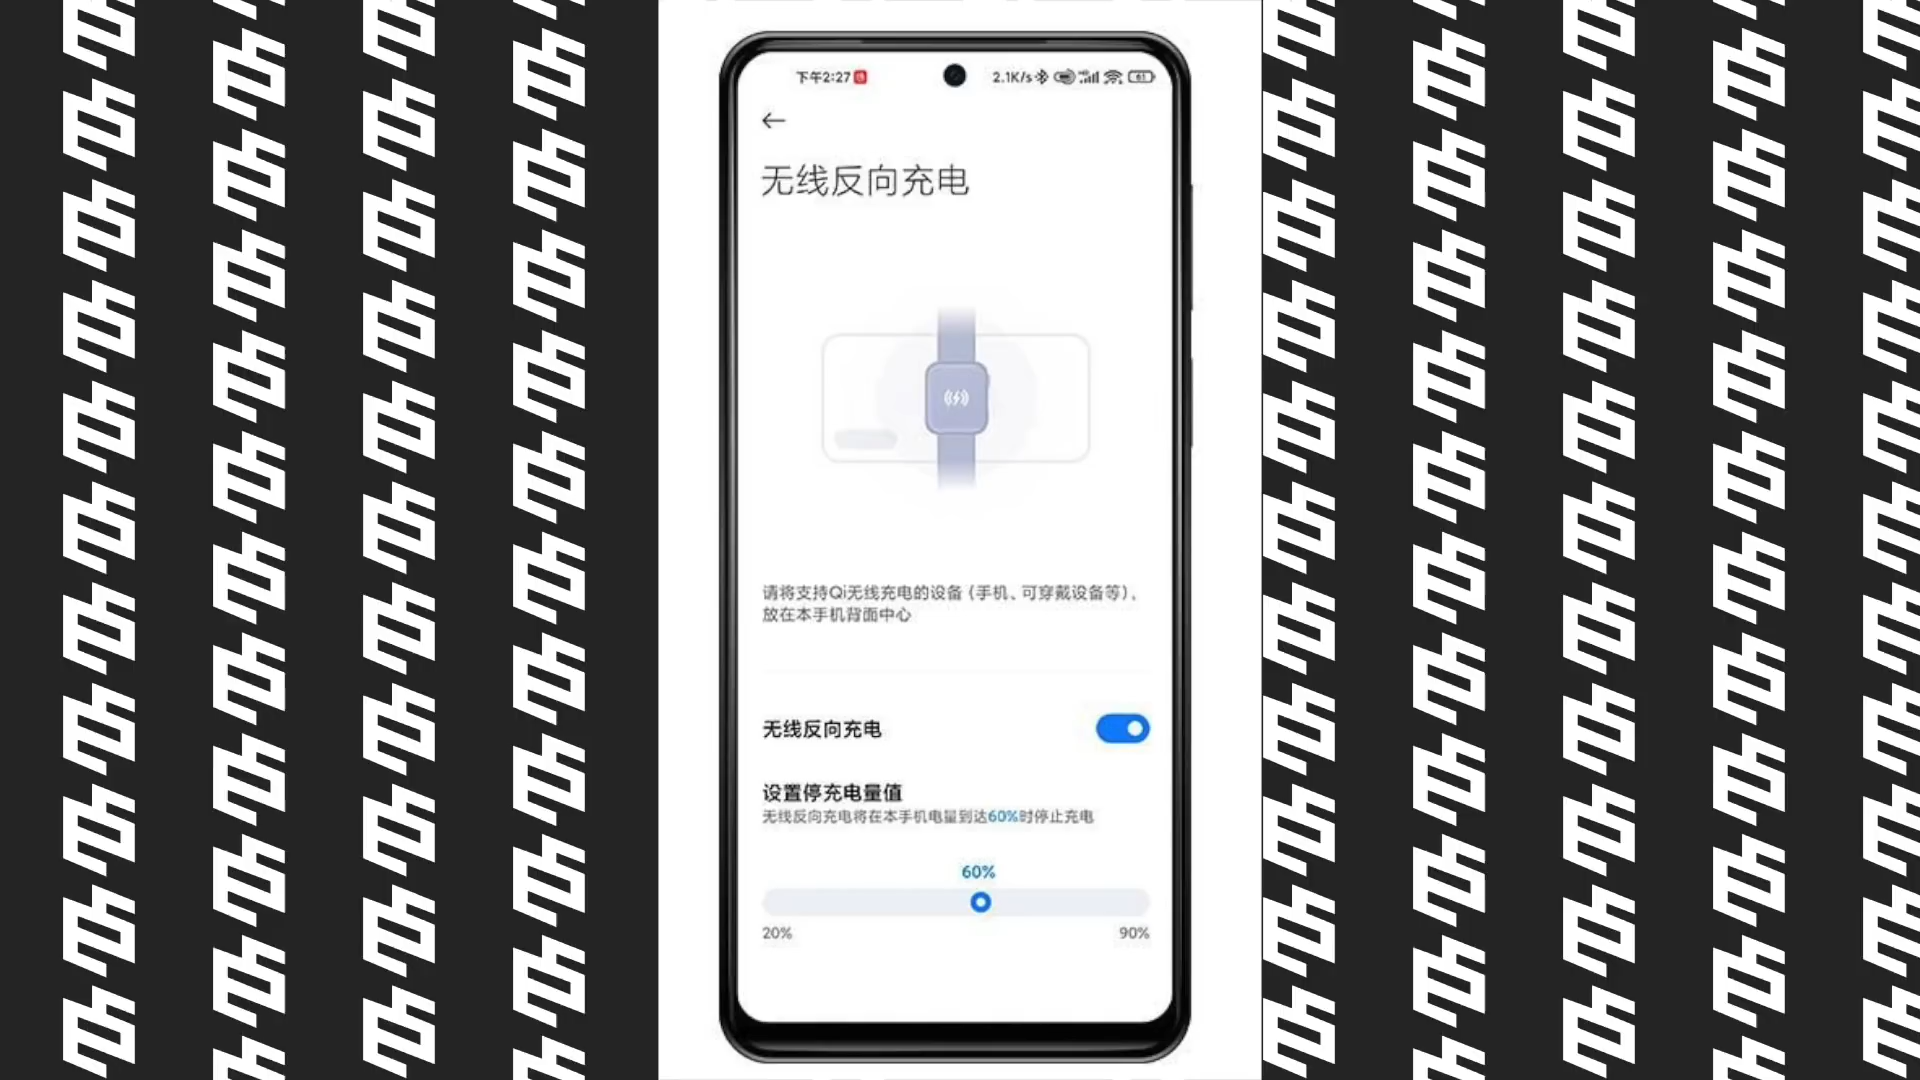 下午2:27
2.1K/s
61
无线反向充电
请将支持Qi无线充电的设备（手机、可穿戴设备等），
放在本手机背面中心
无线反向充电
设置停充电量值
无线反向充电将在本手机电量到达60%时停止充电
60%
20%
90%